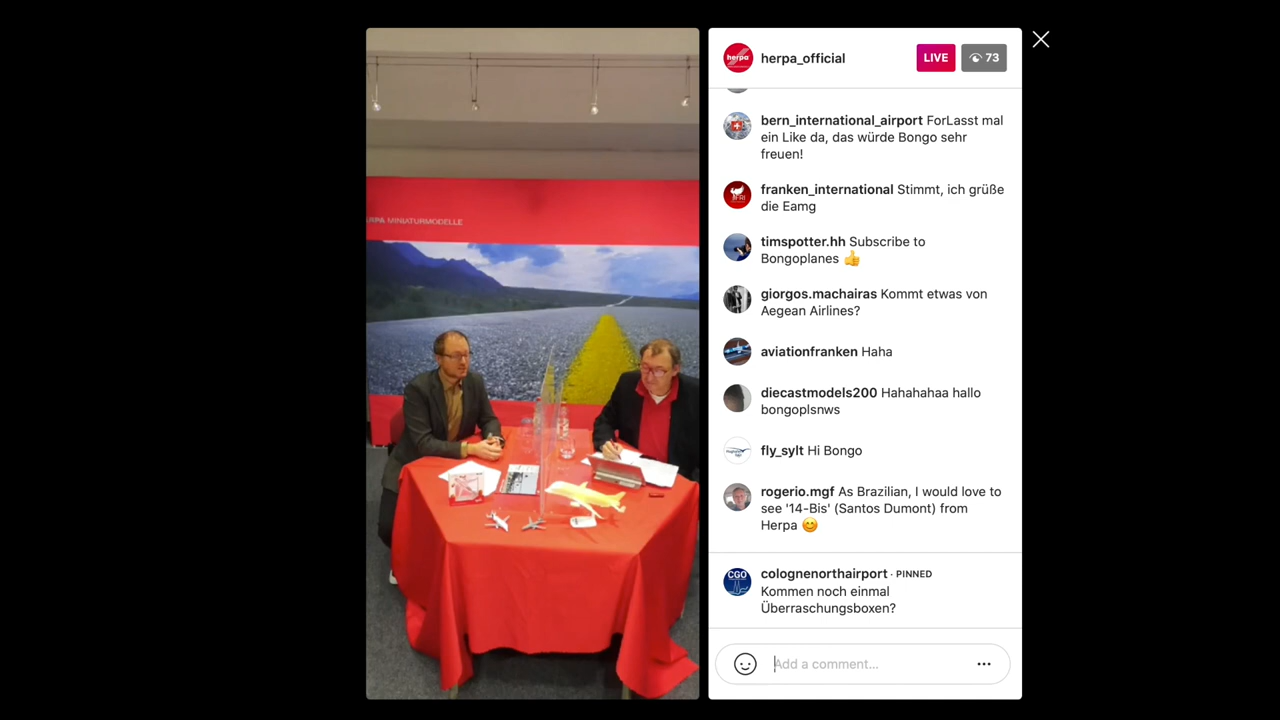 HERPA MINIATURMODELLE
herpa
herpa_official
LIVE
73
bern_international_airport ForLasst mal
ein Like da, das würde Bongo sehr
freuen!
franken_international Stimmt, ich grüße
die Eamg
timspotter.hh Subscribe to
Bongoplanes 👍
giorgos.machairas Kommt etwas von
Aegean Airlines?
aviationfranken Haha
diecastmodels200 Hahahahaa hallo
bongoplsnws
fly_sylt Hi Bongo
rogerio.mgf As Brazilian, I would love to
see '14-Bis' (Santos Dumont) from
Herpa 😊
CGO
colognenorthairport · PINNED
Kommen noch einmal
Überraschungsboxen?
Add a comment...